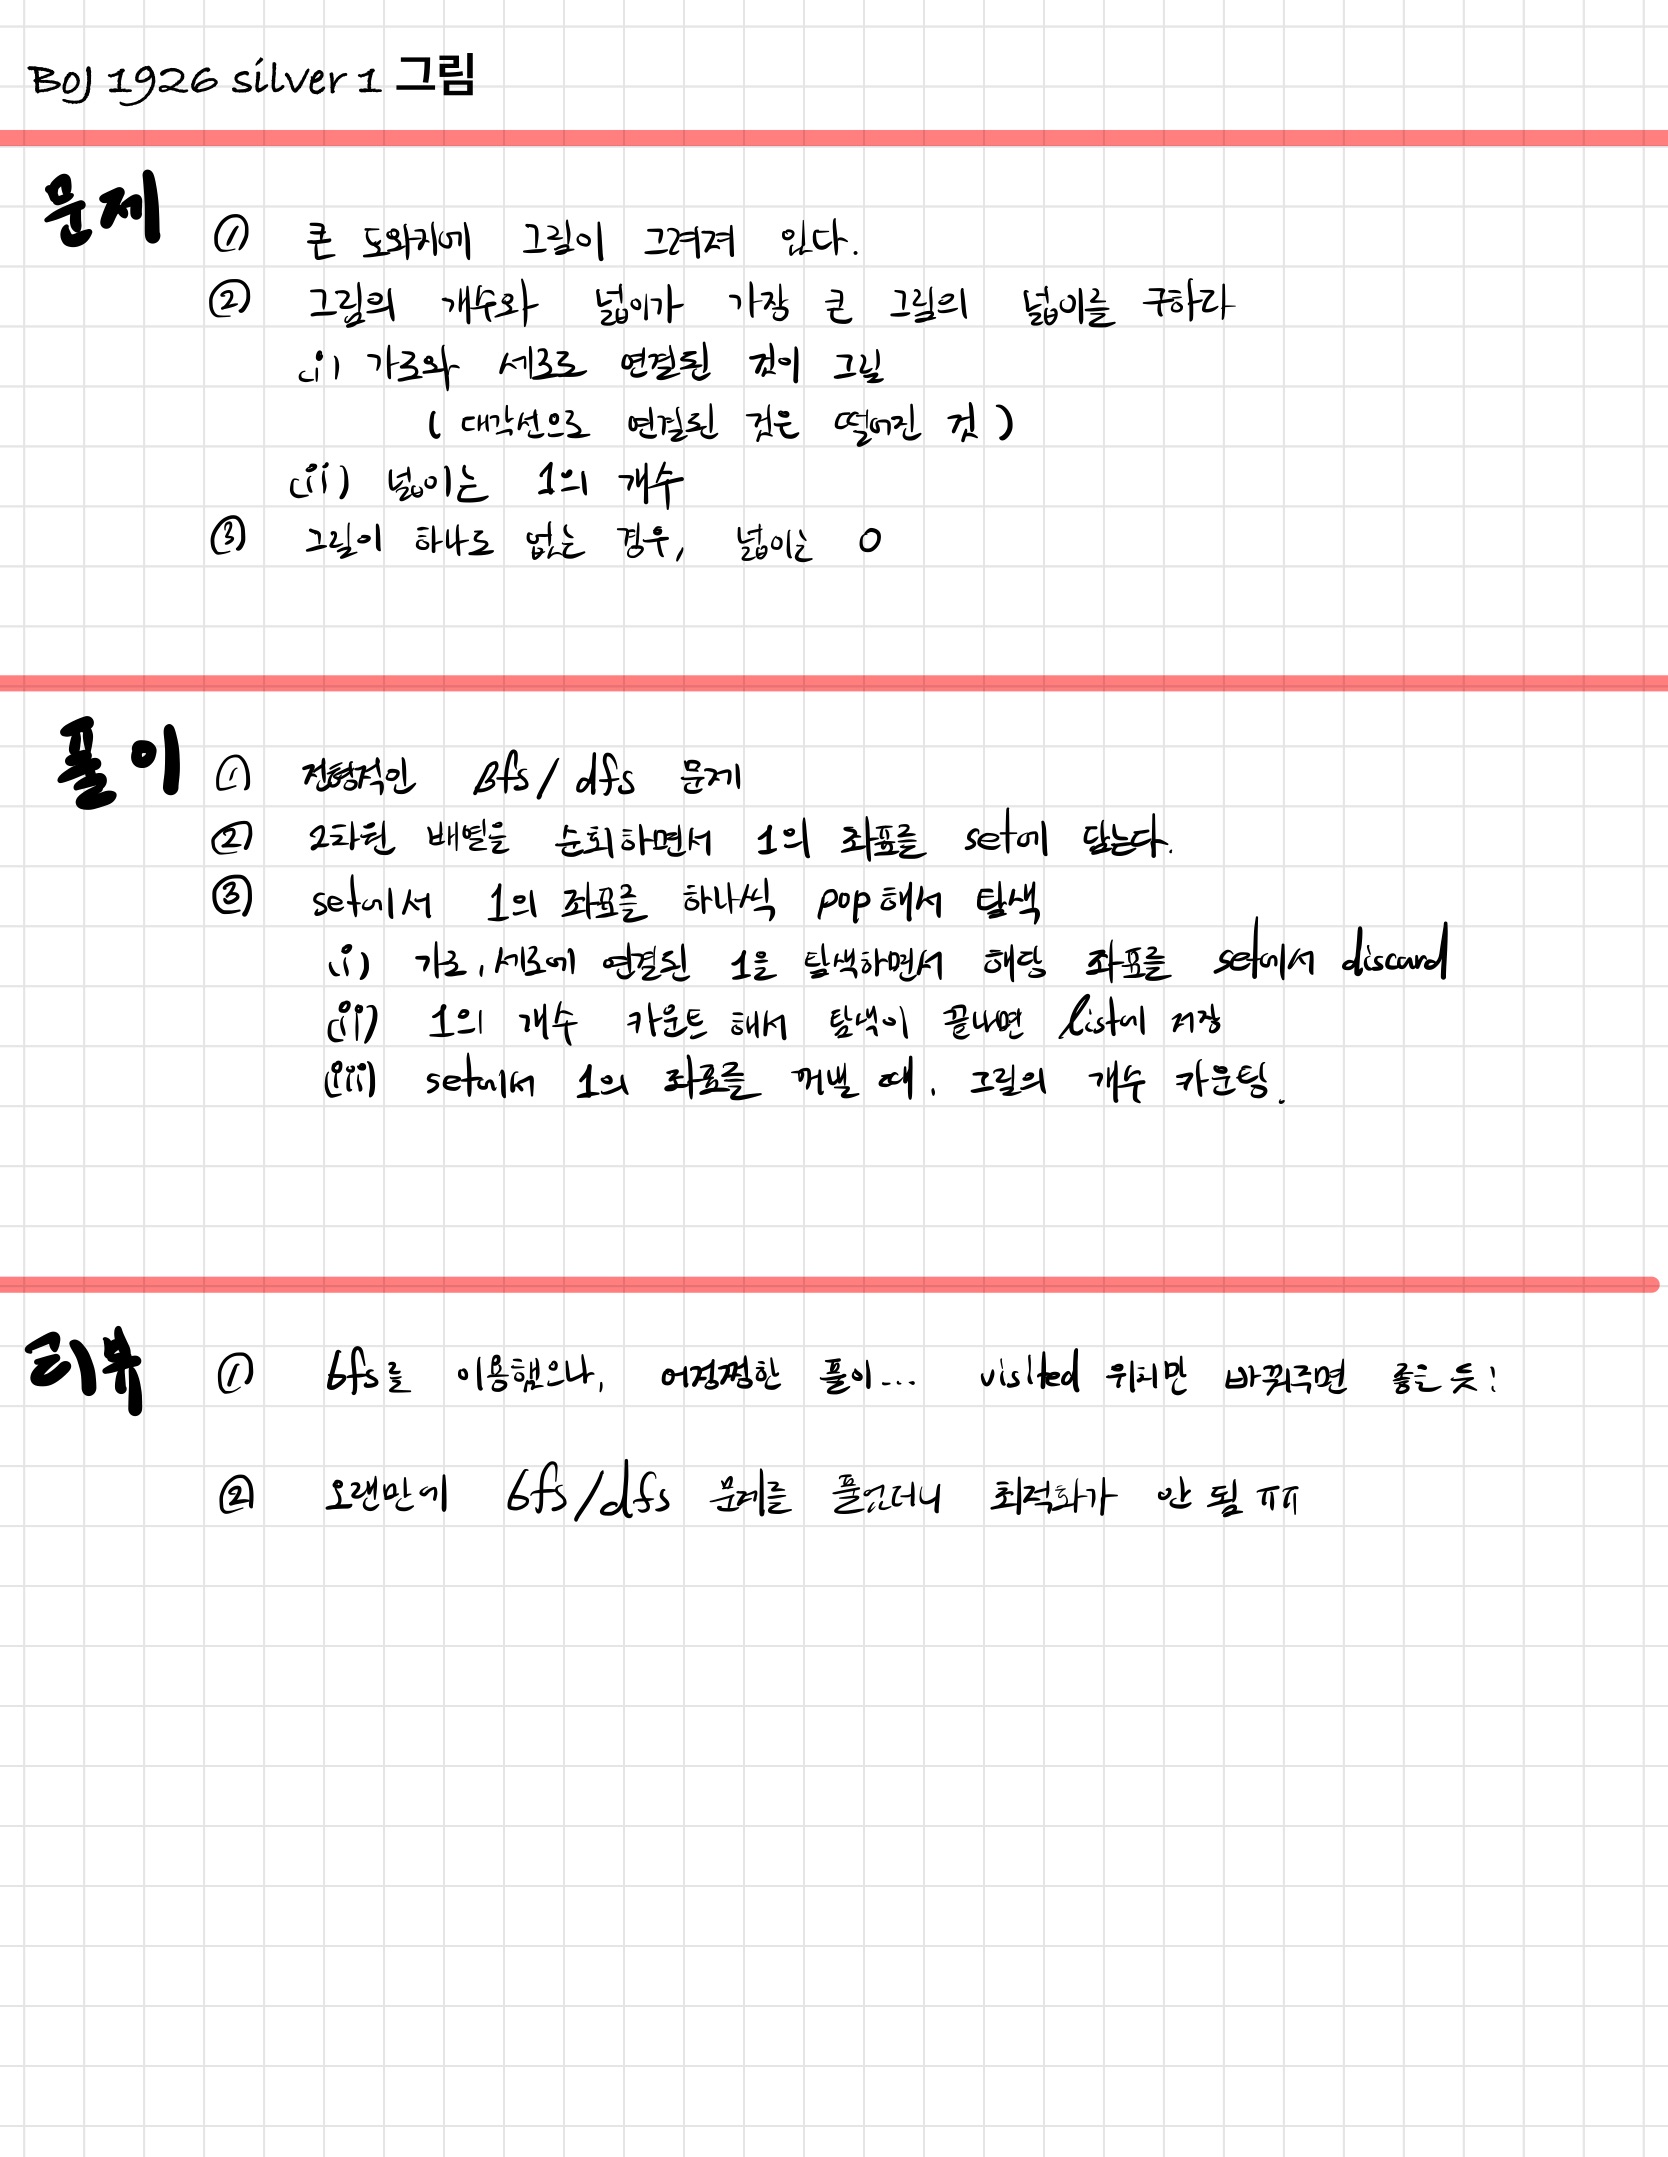 BOJ 1926 silver 1 그림
문제
① 큰 도화지에 그림이 그려져 있다.
② 그림의 개수와 넓이가 가장 큰 그림의 넓이를 구하라
(i) 가로와 세로로 연결된 것이 그림
( 대각선으로 연결된 것은 떨어진 것 )
(ii) 넓이는 1의 개수
③ 그림이 하나도 없는 경우, 넓이는 0
풀이
① 전형적인 Bfs/dfs 문제
② 2차원 배열을 순회하면서 1의 좌표를 set에 담는다.
③ set에서 1의 좌표를 하나씩 pop해서 탐색
(i) 가로, 세로에 연결된 1을 탐색하면서 해당 좌표를 set에서 discard
(ii) 1의 개수 카운트 해서 탐색이 끝나면 list에 저장
(iii) set에서 1의 좌표를 꺼낼 때, 그림의 개수 카운팅.
리뷰
① bfs를 이용했으나, 어정쩡한 풀이... visited 위치만 바꿔주면 좋을 듯!
② 오랜만에 bfs/dfs 문제를 풀었더니 최적화가 안 됨 ㅠㅠ